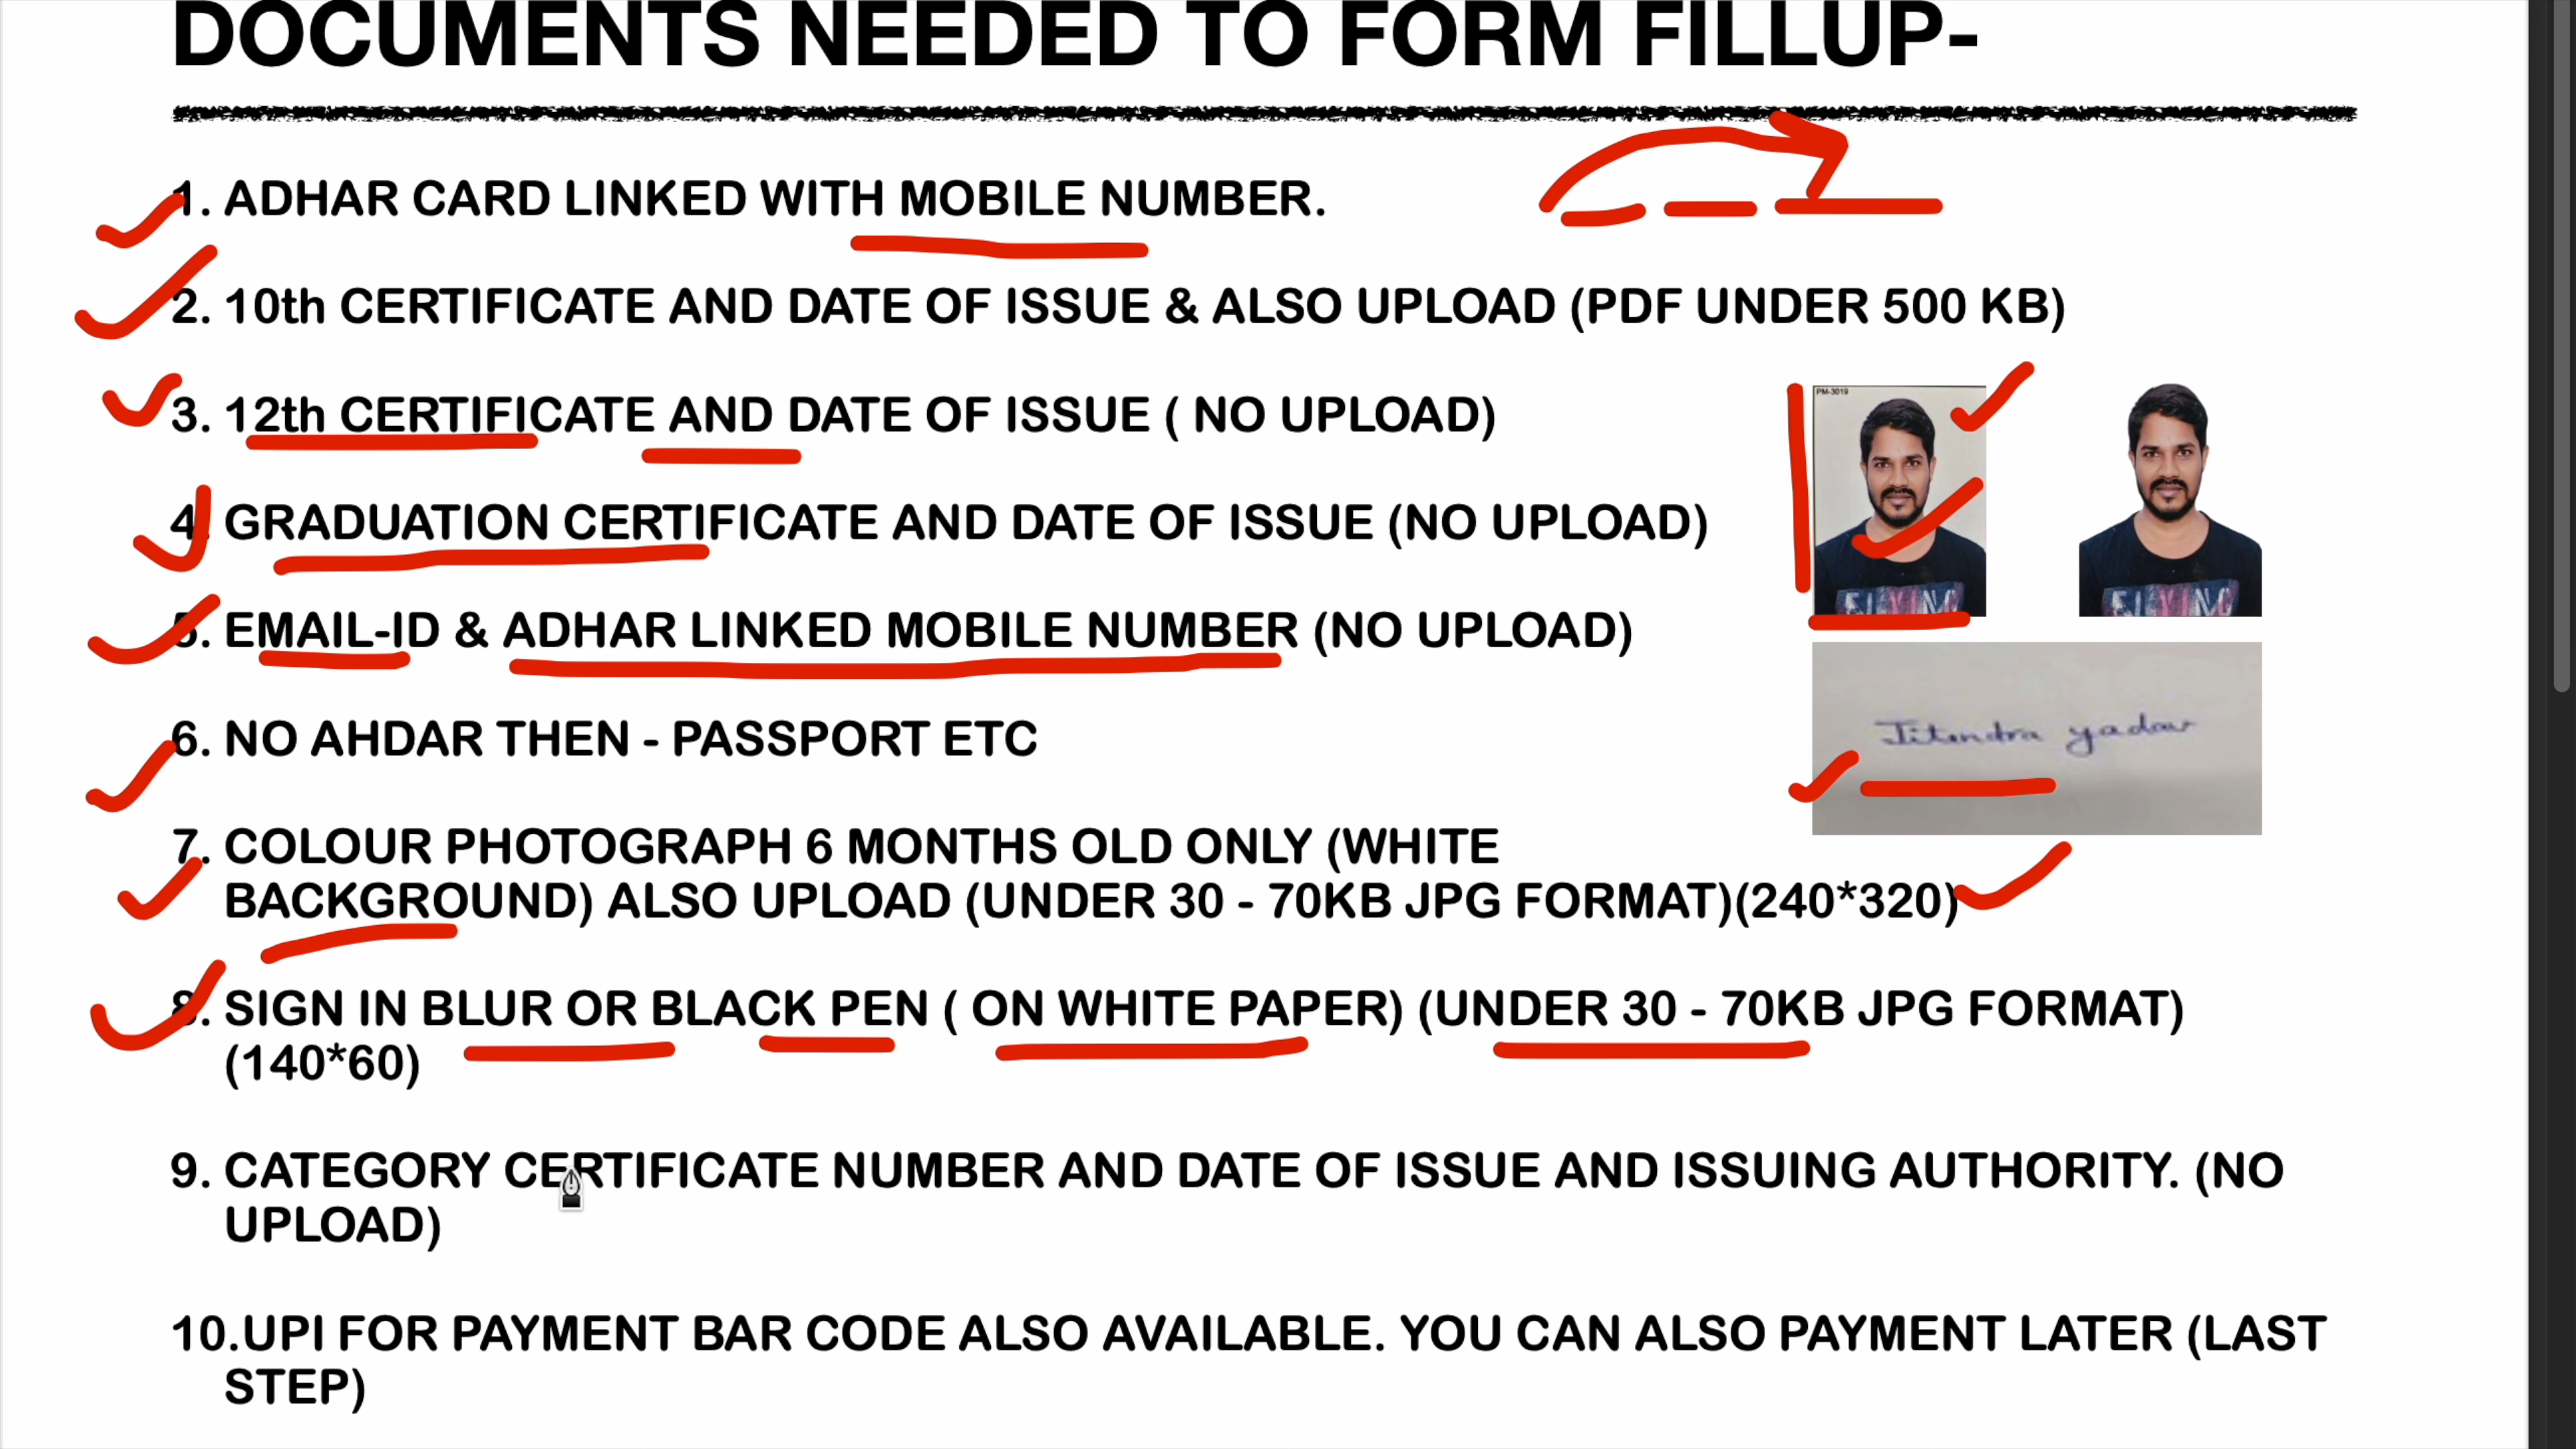 DOCUMENTS NEEDED TO FORM FILLUP-
1. ADHAR CARD LINKED WITH MOBILE NUMBER.
2. 10th CERTIFICATE AND DATE OF ISSUE & ALSO UPLOAD (PDF UNDER 500 KB)
3. 12th CERTIFICATE AND DATE OF ISSUE ( NO UPLOAD)
4. GRADUATION CERTIFICATE AND DATE OF ISSUE (NO UPLOAD)
5. EMAIL-ID & ADHAR LINKED MOBILE NUMBER (NO UPLOAD)
6. NO AHDAR THEN - PASSPORT ETC
7. COLOUR PHOTOGRAPH 6 MONTHS OLD ONLY (WHITE
BACKGROUND) ALSO UPLOAD (UNDER 30 - 70KB JPG FORMAT)(240*320)
8. SIGN IN BLUR OR BLACK PEN ( ON WHITE PAPER) (UNDER 30 - 70KB JPG FORMAT)
(140*60)
9. CATEGORY CERTIFICATE NUMBER AND DATE OF ISSUE AND ISSUING AUTHORITY. (NO
UPLOAD)
10.UPI FOR PAYMENT BAR CODE ALSO AVAILABLE. YOU CAN ALSO PAYMENT LATER (LAST
STEP)
PM-3019
Jitendra yadav